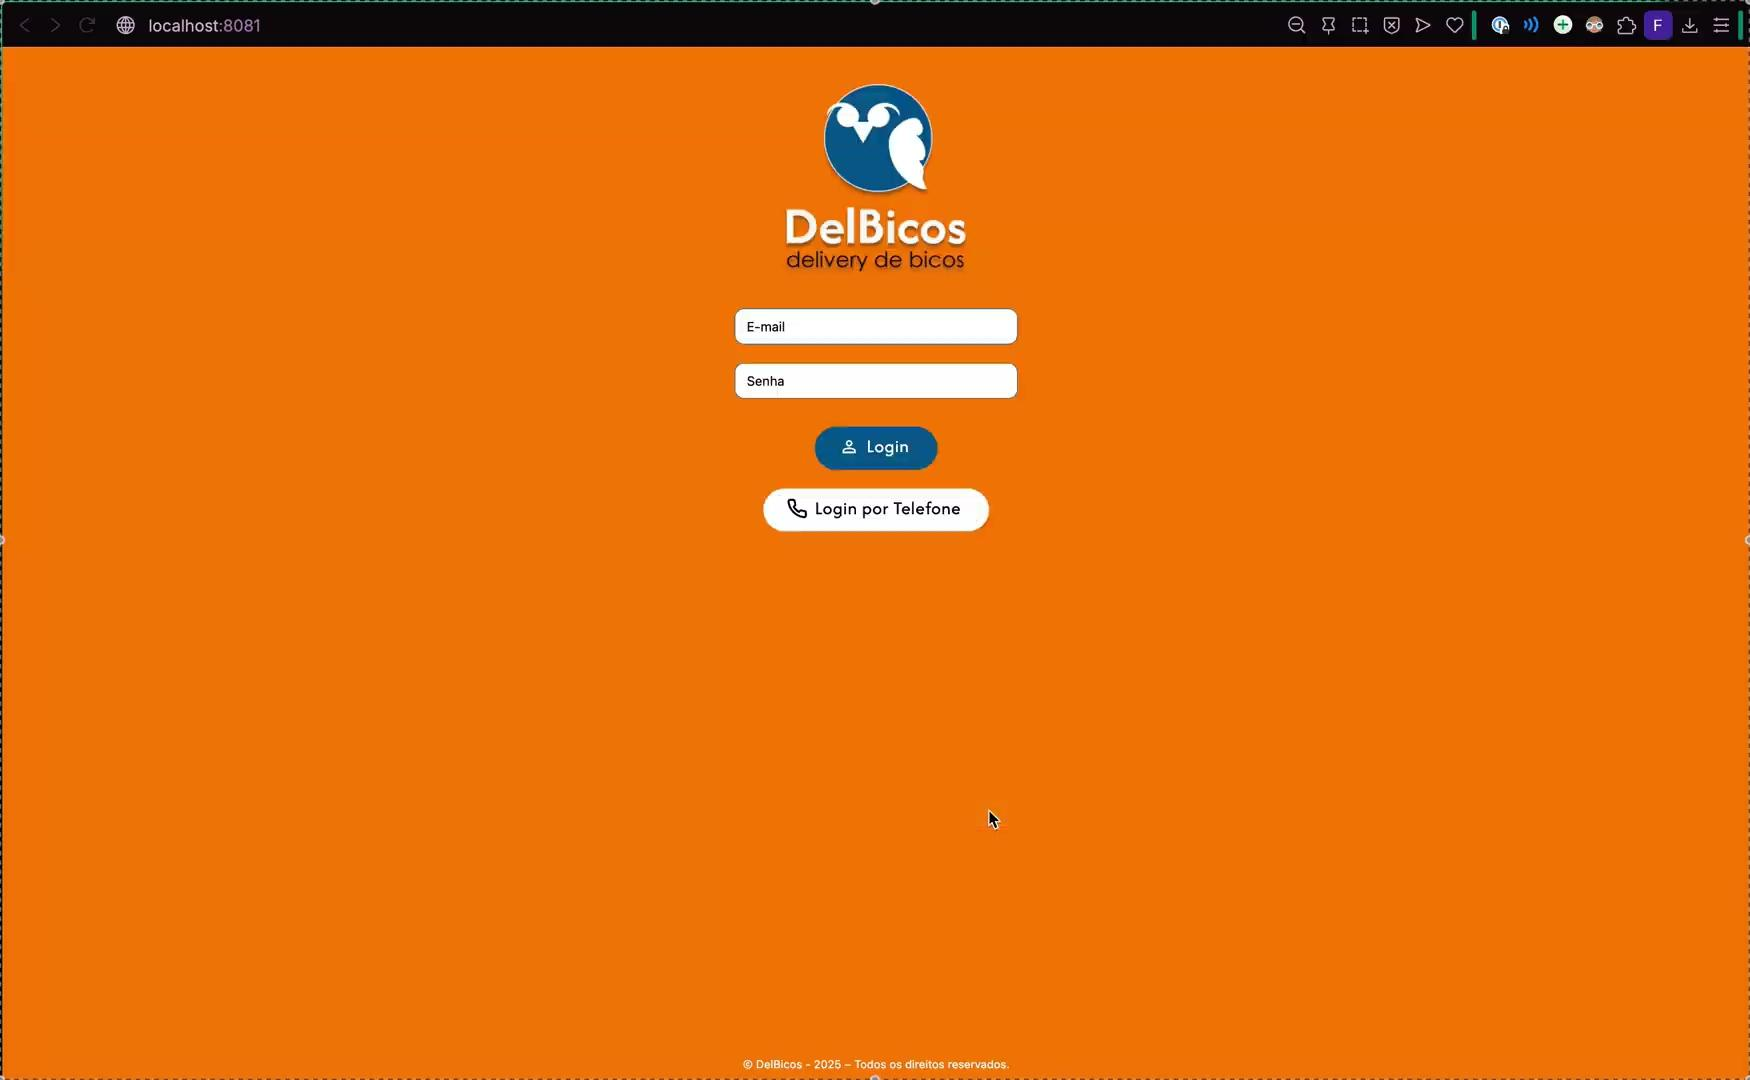 localhost:8081
F
DelBicos
delivery de bicos
E-mail
Senha
Login
Login por Telefone
© DelBicos - 2025 – Todos os direitos reservados.